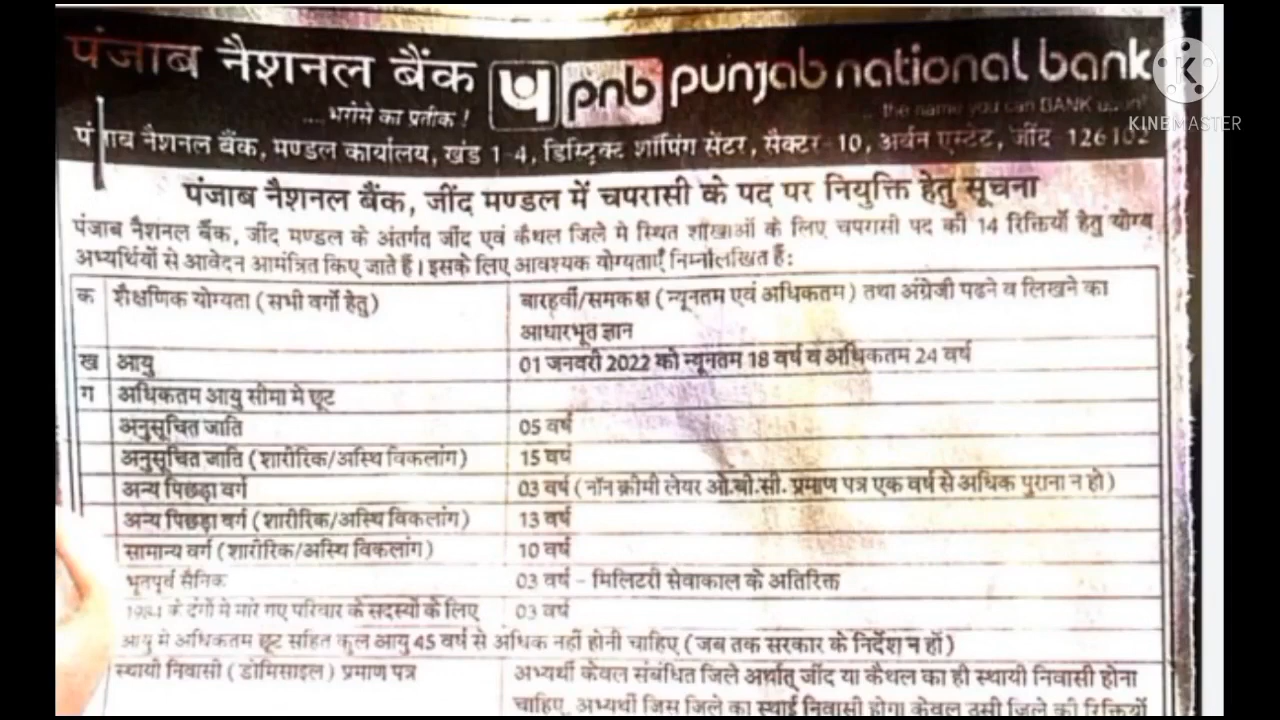 पंजाब नैशनल बैंक प pnb punjab national bank
....भरोसे का प्रतीक ! the name you can BANK upon!
KINEMASTER
पंजाब नैशनल बैंक, मण्डल कार्यालय, खंड 1-4, डिस्ट्रिक्ट शॉपिंग सेंटर, सैक्टर-10, अर्बन एस्टेट, जींद 126102
पंजाब नैशनल बैंक, जींद मण्डल में चपरासी के पद पर नियुक्ति हेतु सूचना
पंजाब नैशनल बैंक, जींद मण्डल के अंतर्गत जींद एवं कैथल जिले मे स्थित शाखाओं के लिए चपरासी पद की 14 रिक्तियों हेतु योग्य
अभ्यर्थियों से आवेदन आमंत्रित किए जाते हैं। इसके लिए आवश्यक योग्यताएँ निम्नलिखित हैं:
क शैक्षणिक योग्यता (सभी वर्गो हेतु) बारहवीं/समकक्ष (न्यूनतम एवं अधिकतम) तथा अंग्रेजी पढने व लिखने का
आधारभूत ज्ञान
ख आयु 01 जनवरी 2022 को न्यूनतम 18 वर्ष व अधिकतम 24 वर्ष
ग अधिकतम आयु सीमा मे छूट
अनुसूचित जाति 05 वर्ष
अनुसूचित जाति (शारीरिक/अस्थि विकलांग) 15 वर्ष
अन्य पिछड़ा वर्ग 03 वर्ष (नॉन क्रीमी लेयर ओ.बी.सी. प्रमाण पत्र एक वर्ष से अधिक पुराना न हो)
अन्य पिछड़ा वर्ग (शारीरिक/अस्थि विकलांग) 13 वर्ष
सामान्य वर्ग (शारीरिक/अस्थि विकलांग) 10 वर्ष
भूतपूर्व सैनिक 03 वर्ष - मिलिटरी सेवाकाल के अतिरिक्त
1984 के दंगों मे मारे गए परिवार के सदस्यों के लिए 03 वर्ष
आयु मे अधिकतम छूट सहित कुल आयु 45 वर्ष से अधिक नहीं होनी चाहिए (जब तक सरकार के निर्देश न हों)
स्थायी निवासी (डोमिसाइल) प्रमाण पत्र अभ्यर्थी केवल संबंधित जिले अर्थात् जींद या कैथल का ही स्थायी निवासी होना
चाहिए, अभ्यर्थी जिस जिले का स्थाई निवासी होगा केवल उसी जिले की रिक्तियों